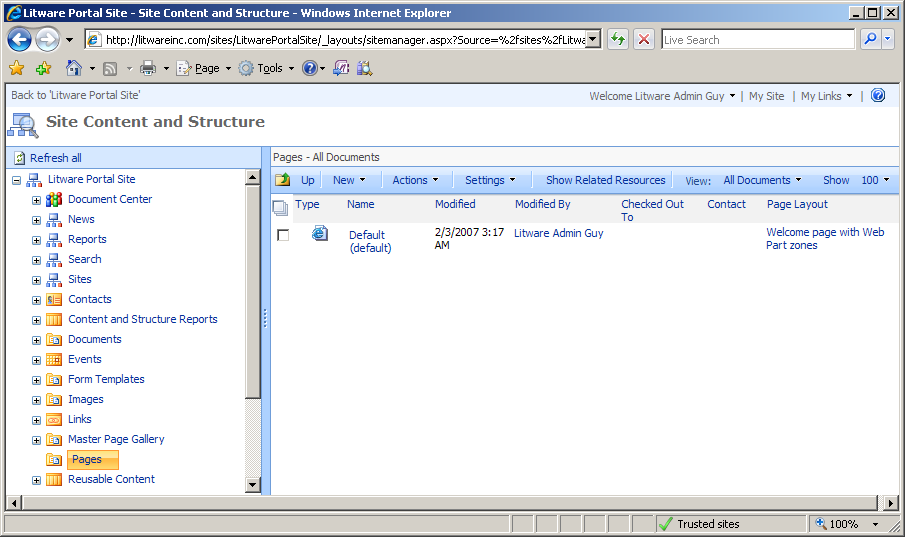 Litware Portal Site - Site Content and Structure - Windows Internet Explorer
http://litwareinc.com/sites/LitwarePortalSite/_layouts/sitemanager.aspx?Source=%2fsites%2fLitwa
Live Search
Page Tools
Back to 'Litware Portal Site'
Welcome Litware Admin Guy | My Site | My Links |
Site Content and Structure
Refresh all
Litware Portal Site
Document Center
News
Reports
Search
Sites
Contacts
Content and Structure Reports
Documents
Events
Form Templates
Images
Links
Master Page Gallery
Pages
Reusable Content
Pages - All Documents
Up New Actions Settings Show Related Resources View: All Documents Show 100
Type Name Modified Modified By Checked Out Contact Page Layout
To
Default 2/3/2007 3:17 Litware Admin Guy Welcome page with Web
(default) AM Part zones
Trusted sites 100%